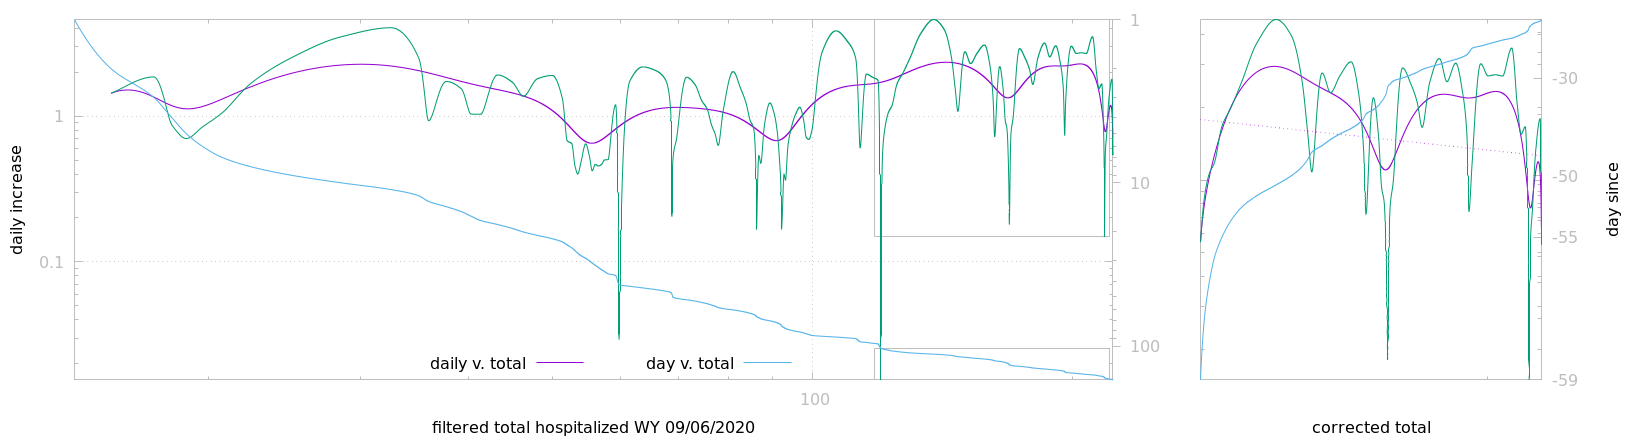 1
-30
1
daily increase
10
-50
day since
-55
0.1
100
daily v. total
day v. total
-59
100
filtered total hospitalized WY 09/06/2020
corrected total